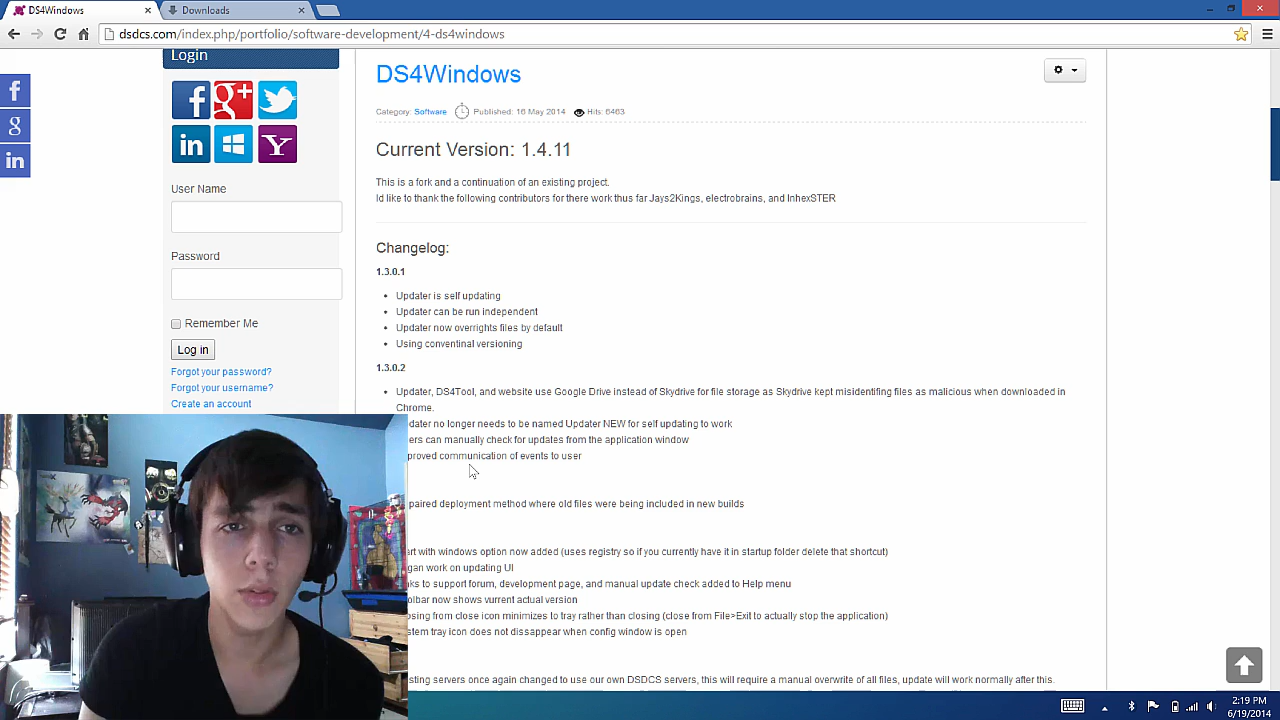 DS4Windows
Downloads
dsdcs.com/index.php/portfolio/software-development/4-ds4windows
Login
User Name
Password
Remember Me
Log in
Forgot your password?
Forgot your username?
Create an account
DS4Windows
Category: Software Published: 16 May 2014 Hits: 6463
Current Version: 1.4.11
This is a fork and a continuation of an existing project.
Id like to thank the following contributors for there work thus far Jays2Kings, electrobrains, and InhexSTER
Changelog:
1.3.0.1
Updater is self updating
Updater can be run independent
Updater now overrights files by default
Using conventinal versioning
1.3.0.2
Updater, DS4Tool, and website use Google Drive instead of Skydrive for file storage as Skydrive kept misidentifing files as malicious when downloaded in
Chrome.
dater no longer needs to be named Updater NEW for self updating to work
ers can manually check for updates from the application window
proved communication of events to user
paired deployment method where old files were being included in new builds
rt with windows option now added (uses registry so if you currently have it in startup folder delete that shortcut)
gan work on updating UI
ks to support forum, development page, and manual update check added to Help menu
olbar now shows vurrent actual version
osing from close icon minimizes to tray rather than closing (close from File>Exit to actually stop the application)
stem tray icon does not dissappear when config window is open
sting servers once again changed to use our own DSDCS servers, this will require a manual overwrite of all files, update will work normally after this.
2:19 PM
6/19/2014